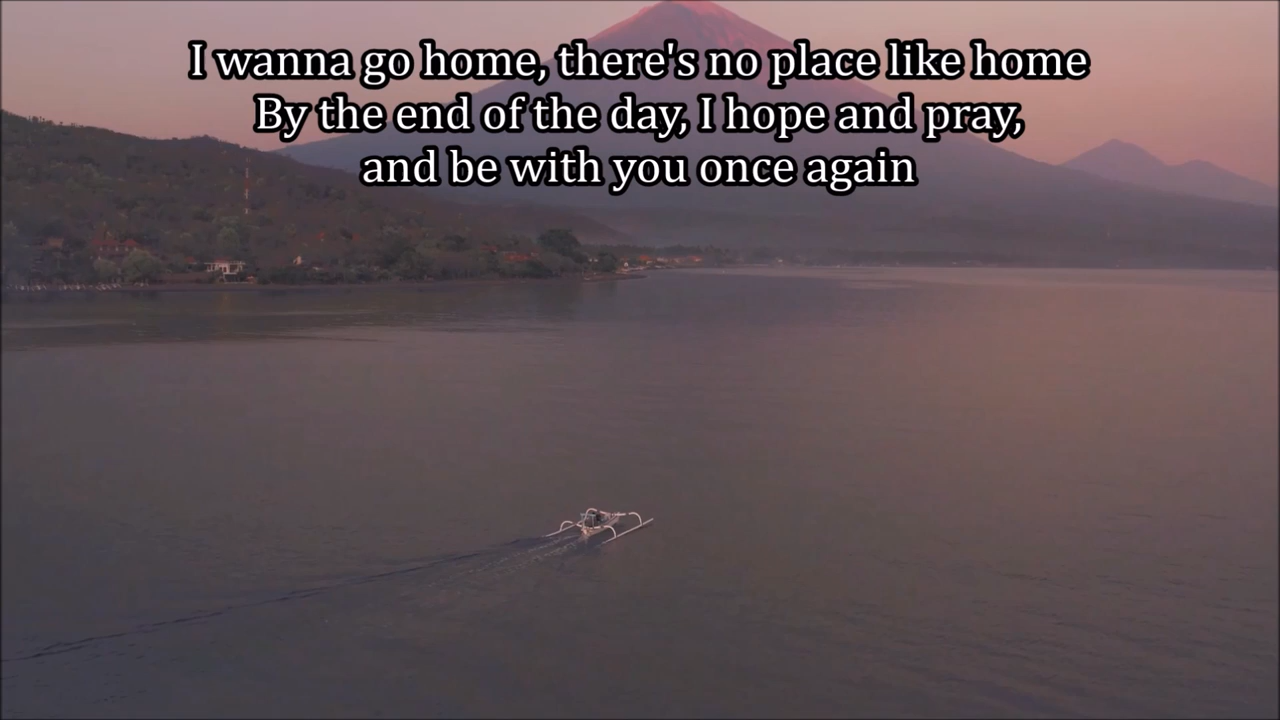 I wanna go home, there's no place like home
By the end of the day, I hope and pray,
and be with you once again